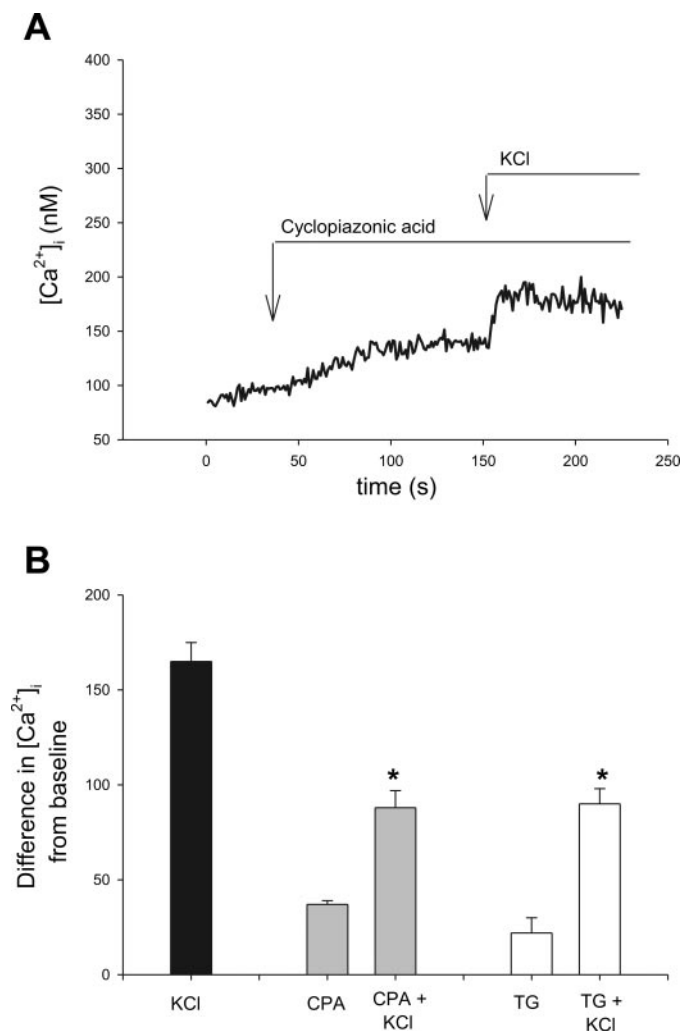 A
400
350
300
250
200
150
100
50
[Ca²⁺]ᵢ (nM)
KCl
Cyclopiazonic acid
0 50 100 150 200 250
time (s)
B
200
150
100
50
0
Difference in [Ca²⁺]ᵢ
from baseline
* *
KCl CPA CPA + TG TG +
KCl KCl